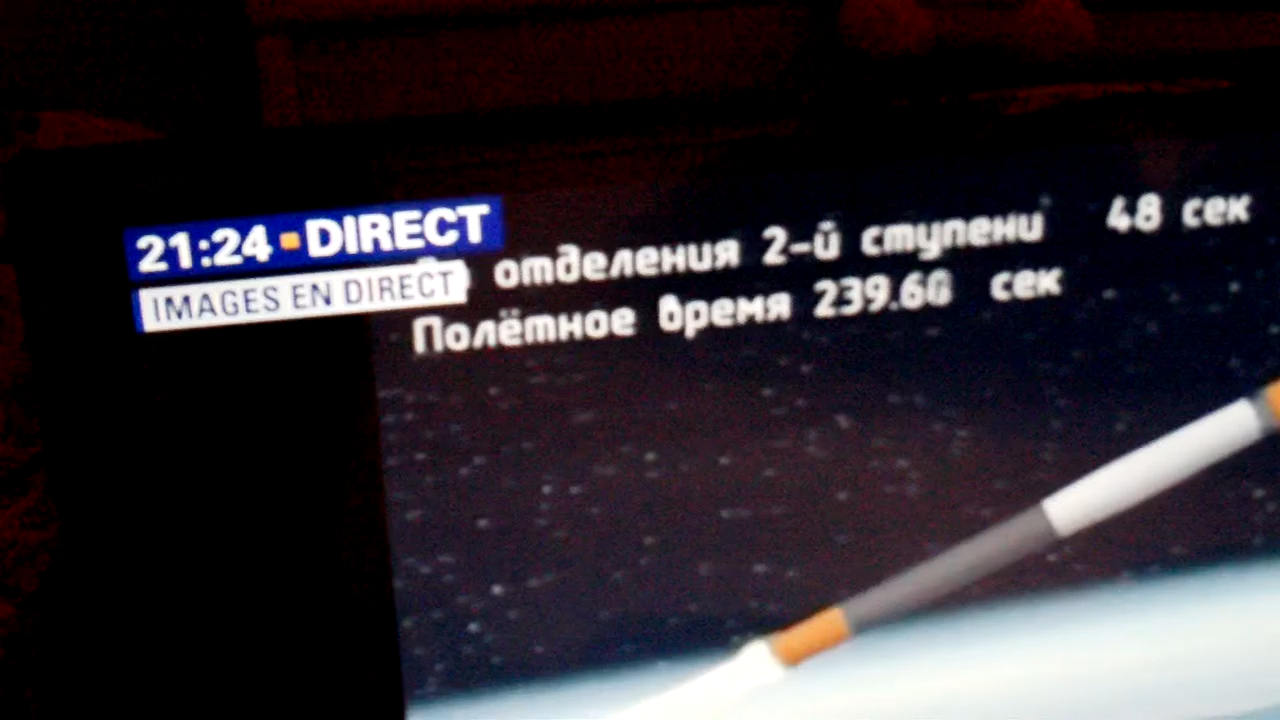 21:24 DIRECT
IMAGES EN DIRECT
отделения 2-й ступени 48 сек
Полётное время 239.60 сек